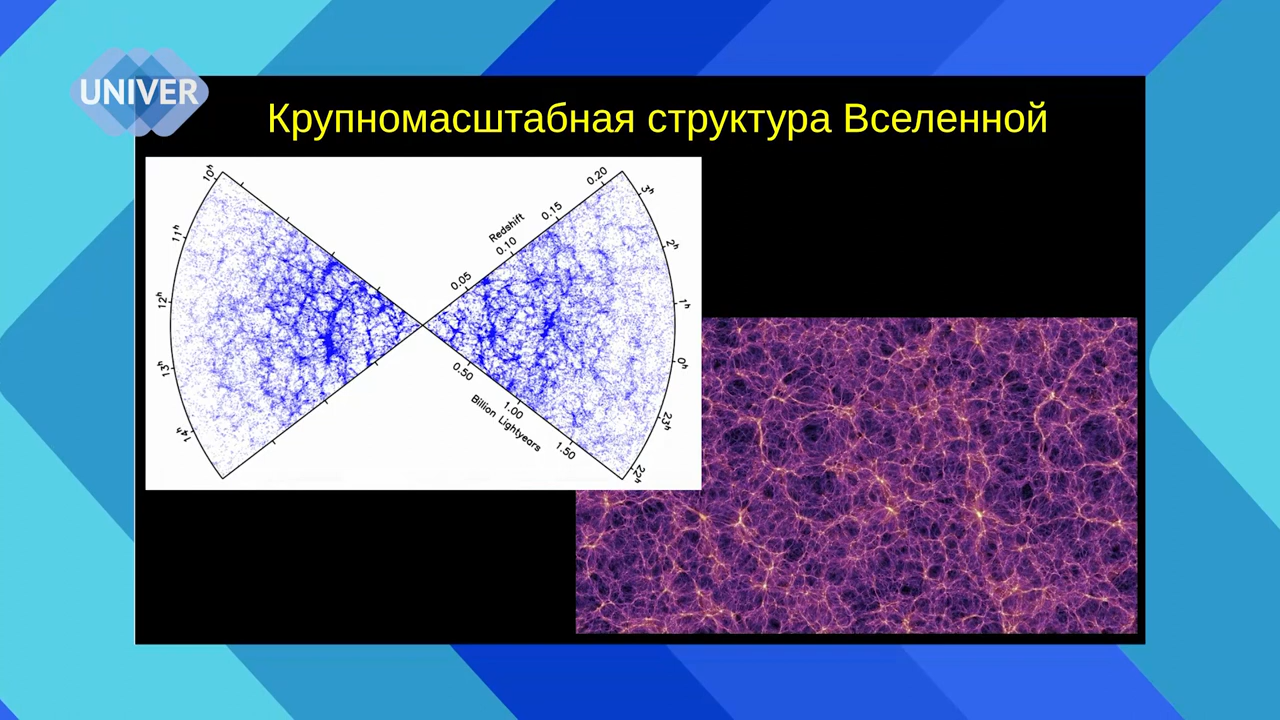 UNIVER
Крупномасштабная структура Вселенной
10h
11h
12h
13h
14h
Redshift
0.05
0.10
0.15
0.20
3h
2h
1h
0h
23h
22h
0.50
1.00
1.50
Billion Lightyears